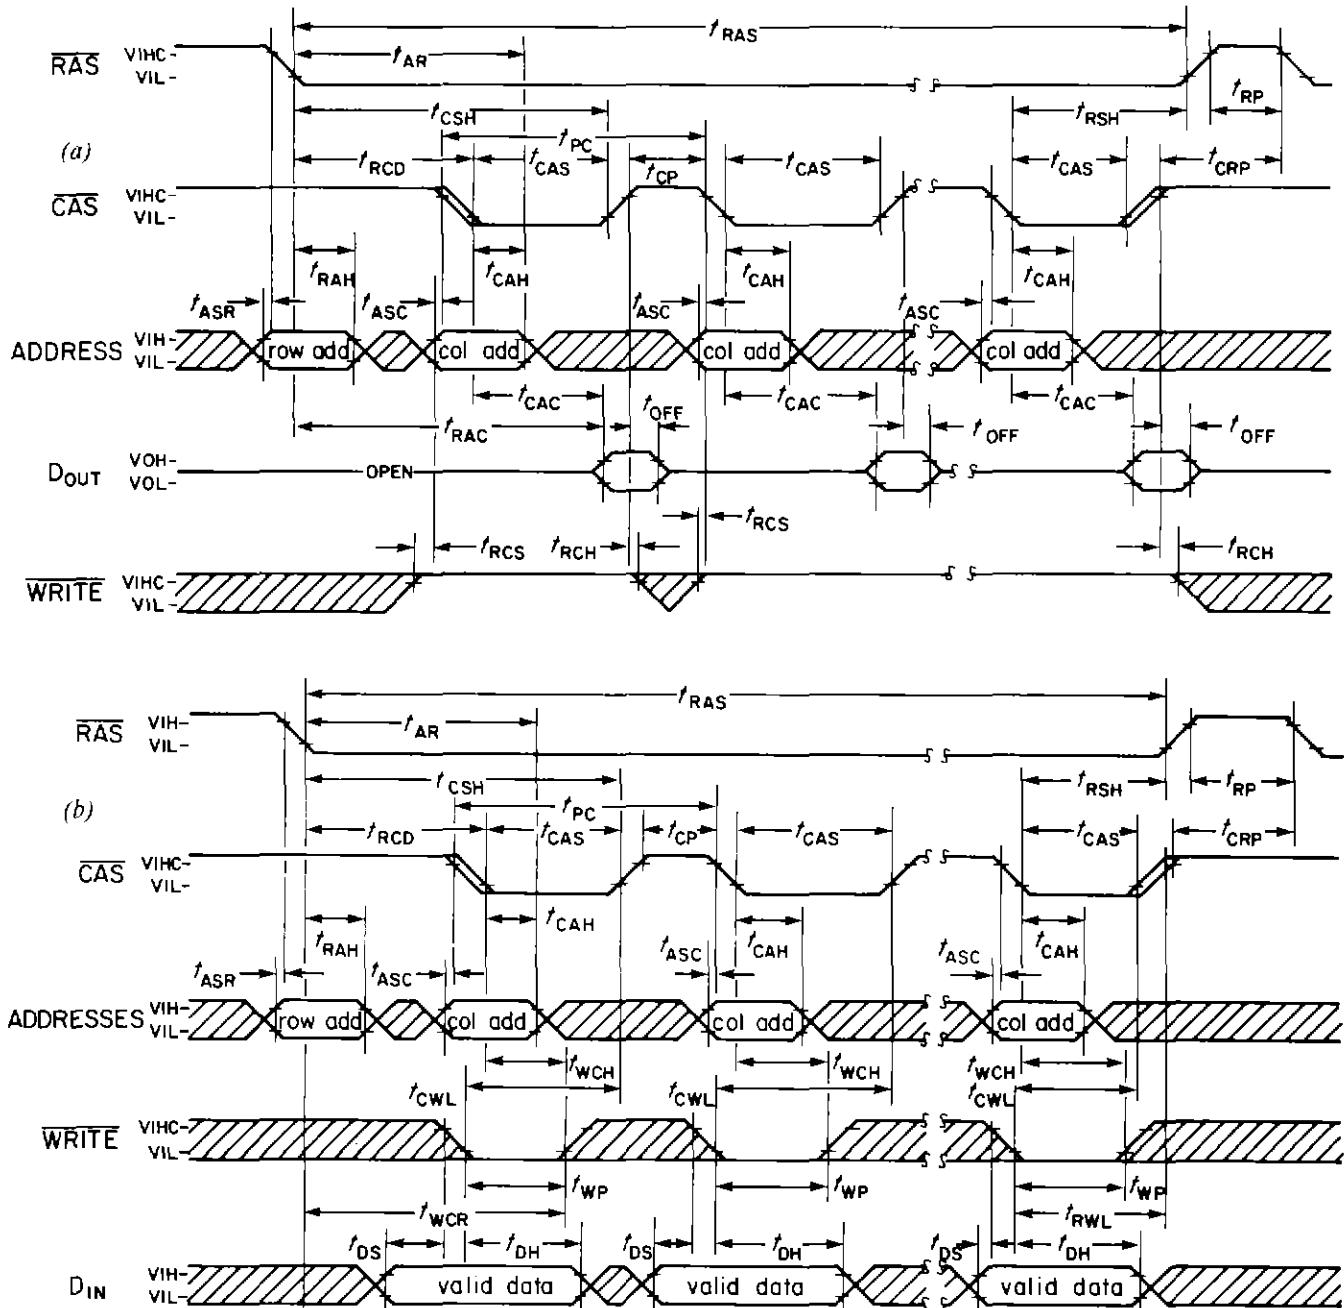 tRAS
RAS VIHC-
VIL-
tAR
tCSH
tRSH
tRP
(a)
tPC
tRCD
tCAS
tCP
tCAS
tCAS
tCRP
CAS VIHC-
VIL-
tRAH
tCAH
tCAH
tCAH
tASR
tASC
tASC
tASC
ADDRESS VIH-
VIL-
row add
col add
col add
col add
tCAC
tOFF
tCAC
tOFF
tCAC
tOFF
tRAC
DOUT VOH-
VOL-
OPEN
tRCS
tRCS
tRCH
tRCH
WRITE VIHC-
VIL-
tRAS
RAS VIH-
VIL-
tAR
tCSH
tRSH
tRP
(b)
tPC
tRCD
tCAS
tCP
tCAS
tCAS
tCRP
CAS VIHC-
VIL-
tRAH
tCAH
tCAH
tCAH
tASR
tASC
tASC
tASC
ADDRESSES VIH-
VIL-
row add
col add
col add
col add
tWCH
tWCH
tWCH
tCWL
tCWL
tCWL
WRITE VIHC-
VIL-
tWP
tWP
tWP
tWCR
tRWL
tDS
tDH
tDS
tDH
tDS
tDH
DIN VIH-
VIL-
valid data
valid data
valid data